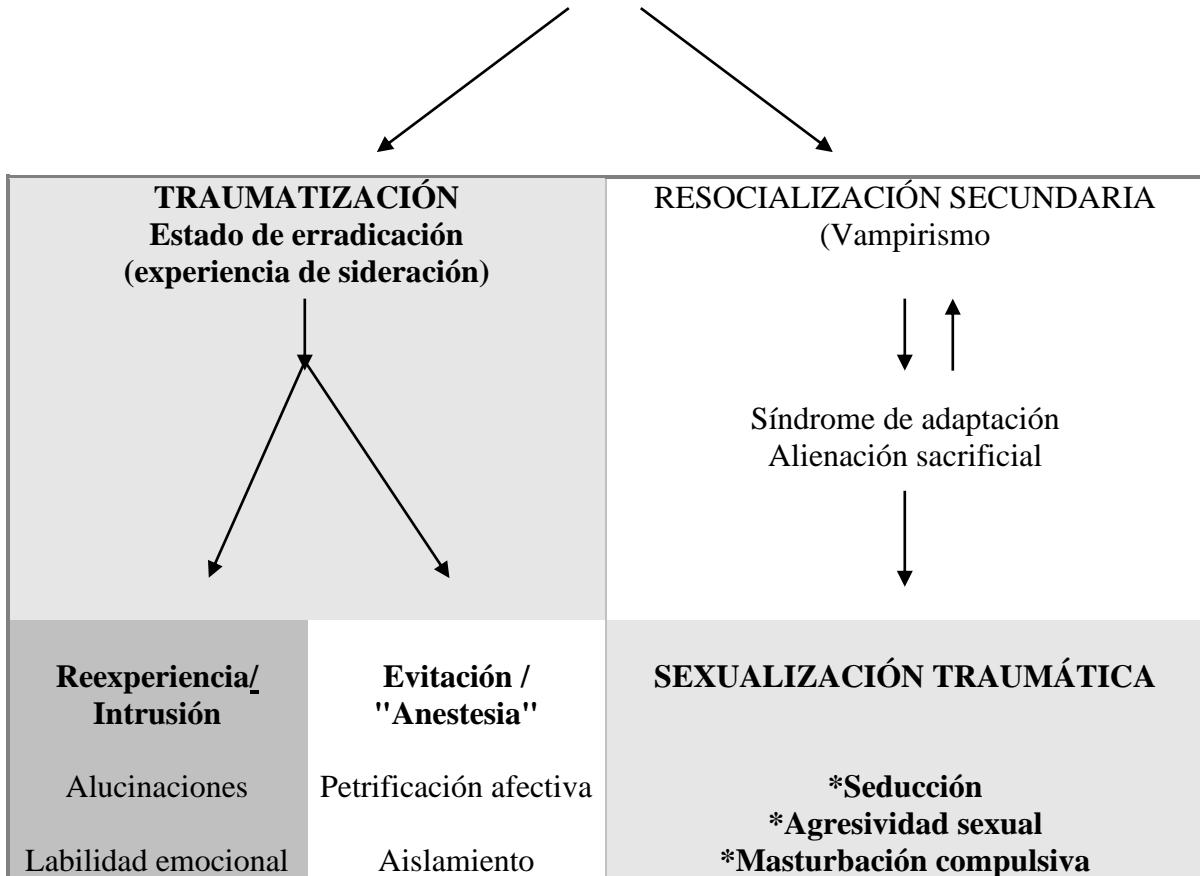 TRAUMATIZACIÓN
Estado de erradicación
(experiencia de sideración)
RESOCIALIZACIÓN SECUNDARIA
(Vampirismo
Síndrome de adaptación
Alienación sacrificial
Reexperiencia/
Intrusión
Alucinaciones
Labilidad emocional
Evitación /
"Anestesia"
Petrificación afectiva
Aislamiento
SEXUALIZACIÓN TRAUMÁTICA
*Seducción
*Agresividad sexual
*Masturbación compulsiva